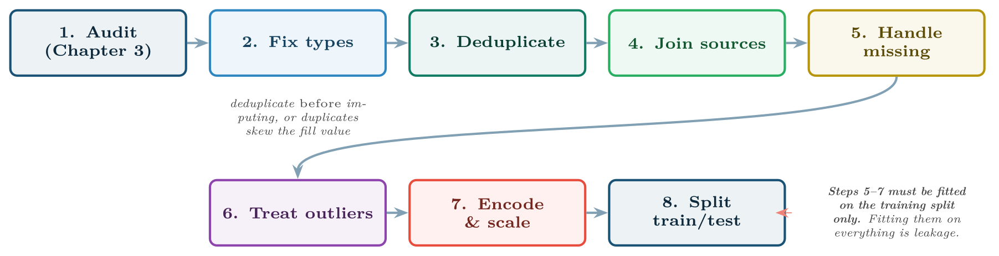 1. Audit
(Chapter 3)
2. Fix types
3. Deduplicate
4. Join sources
5. Handle
missing
deduplicate before im-
puting, or duplicates
skew the fill value
6. Treat outliers
7. Encode
& scale
8. Split
train/test
Steps 5–7 must be fitted
on the training split
only. Fitting them on
everything is leakage.